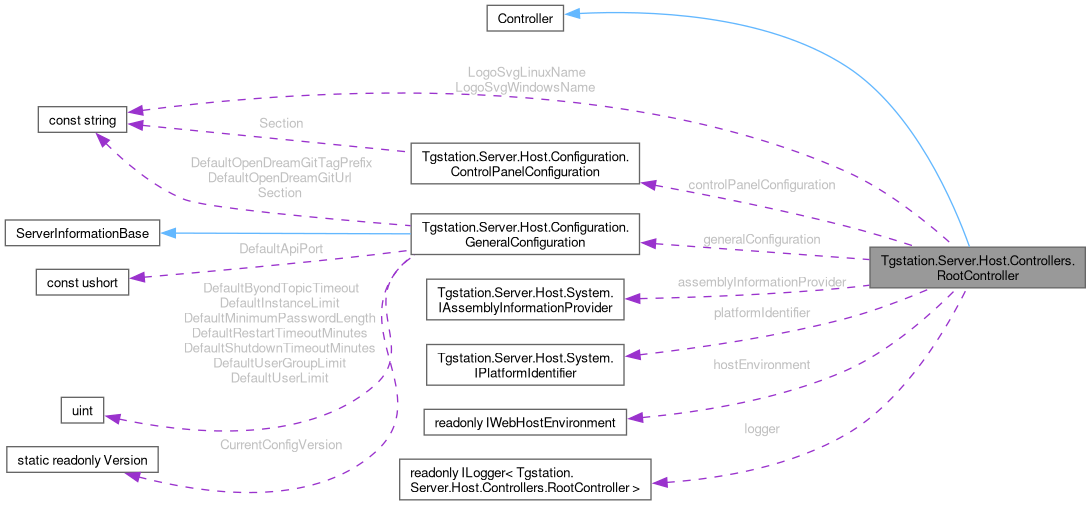 Controller
LogoSvgLinuxName
LogoSvgWindowsName
const string
Section
Tgstation.Server.Host.Configuration.
ControlPanelConfiguration
DefaultOpenDreamGitTagPrefix
DefaultOpenDreamGitUrl
Section
controlPanelConfiguration
ServerInformationBase
Tgstation.Server.Host.Configuration.
GeneralConfiguration
generalConfiguration
Tgstation.Server.Host.Controllers.
RootController
DefaultApiPort
const ushort
assemblyInformationProvider
Tgstation.Server.Host.System.
IAssemblyInformationProvider
platformIdentifier
DefaultByondTopicTimeout
DefaultInstanceLimit
DefaultMinimumPasswordLength
DefaultRestartTimeoutMinutes
DefaultShutdownTimeoutMinutes
DefaultUserGroupLimit
DefaultUserLimit
Tgstation.Server.Host.System.
IPlatformIdentifier
hostEnvironment
uint
readonly IWebHostEnvironment
logger
CurrentConfigVersion
static readonly Version
readonly ILogger< Tgstation.
Server.Host.Controllers.RootController >